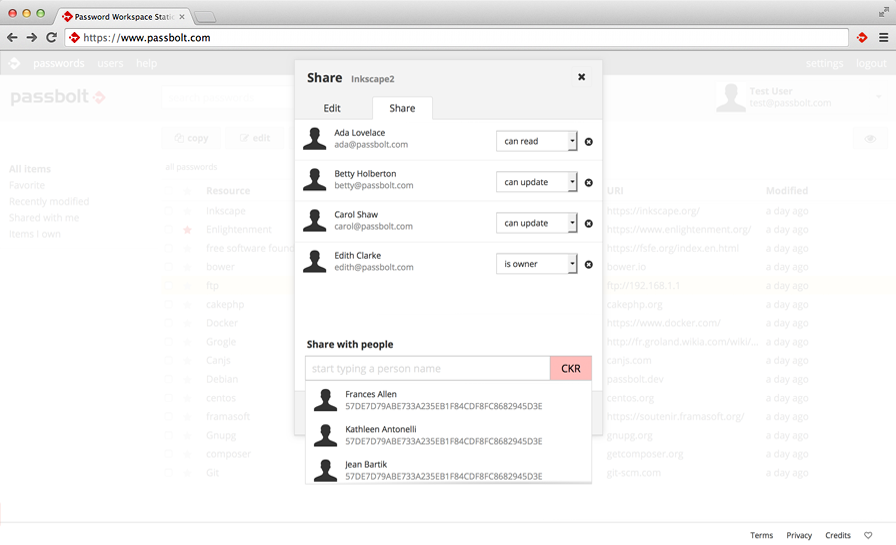 Password Workspace Static
https://www.passbolt.com
passwords users help
settings logout
passbolt
Test User
test@passbolt.com
copy
edit
all passwords
All items
Favorite
Recently modified
Shared with me
Items I own
Resource
URI
Modified
Inkscape
https://inkscape.org/
a day ago
Enlightenment
https://www.enlightenment.org/
a day ago
free software found
https://fsfe.org/index.en.html
a day ago
bower
bower.io
a day ago
ftp
ftp://192.168.1.1
a day ago
cakephp
cakephp.org
a day ago
Docker
https://www.docker.com/
a day ago
Grogle
http://fr.groland.wikia.com/wiki/...
a day ago
Canjs
canjs.com
a day ago
Debian
passbolt.dev
a day ago
centos
centos.org
a day ago
framasoft
https://soutenir.framasoft.org/
a day ago
Gnupg
gnupg.org
a day ago
composer
getcomposer.org
a day ago
Git
git-scm.com
a day ago
Share Inkscape2
Edit
Share
Ada Lovelace
ada@passbolt.com
can read
Betty Holberton
betty@passbolt.com
can update
Carol Shaw
carol@passbolt.com
can update
Edith Clarke
edith@passbolt.com
is owner
Share with people
start typing a person name
CKR
Frances Allen
57DE7D79ABE733A235EB1F84CDF8FC8682945D3E
Kathleen Antonelli
57DE7D79ABE733A235EB1F84CDF8FC8682945D3E
Jean Bartik
57DE7D79ABE733A235EB1F84CDF8FC8682945D3E
Terms Privacy Credits